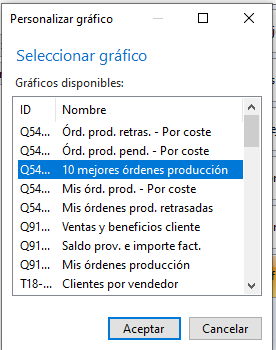 Personalizar gráfico
Seleccionar gráfico
Gráficos disponibles:
ID Nombre
Q54... Órd. prod. retras. - Por coste
Q54... Órd. prod. pend. - Por coste
Q54... 10 mejores órdenes producción
Q54... Mis órd. prod. - Por coste
Q54... Mis órdenes prod. retrasadas
Q91... Ventas y beneficios cliente
Q91... Saldo prov. e importe fact.
Q91... Mis órdenes producción
T18-... Clientes por vendedor
Aceptar Cancelar